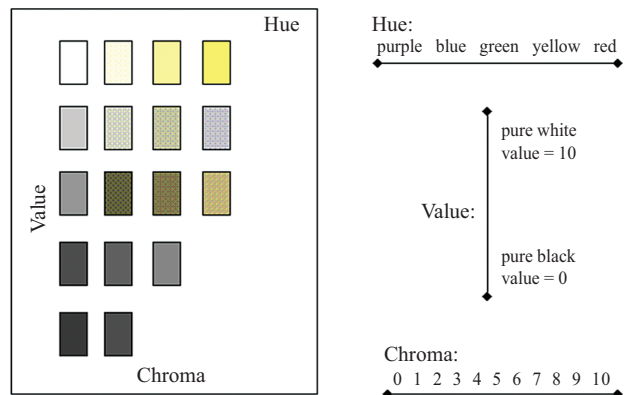 Hue
Value
Chroma
Hue:
purple blue green yellow red
pure white
value = 10
Value:
pure black
value = 0
Chroma:
0 1 2 3 4 5 6 7 8 9 10